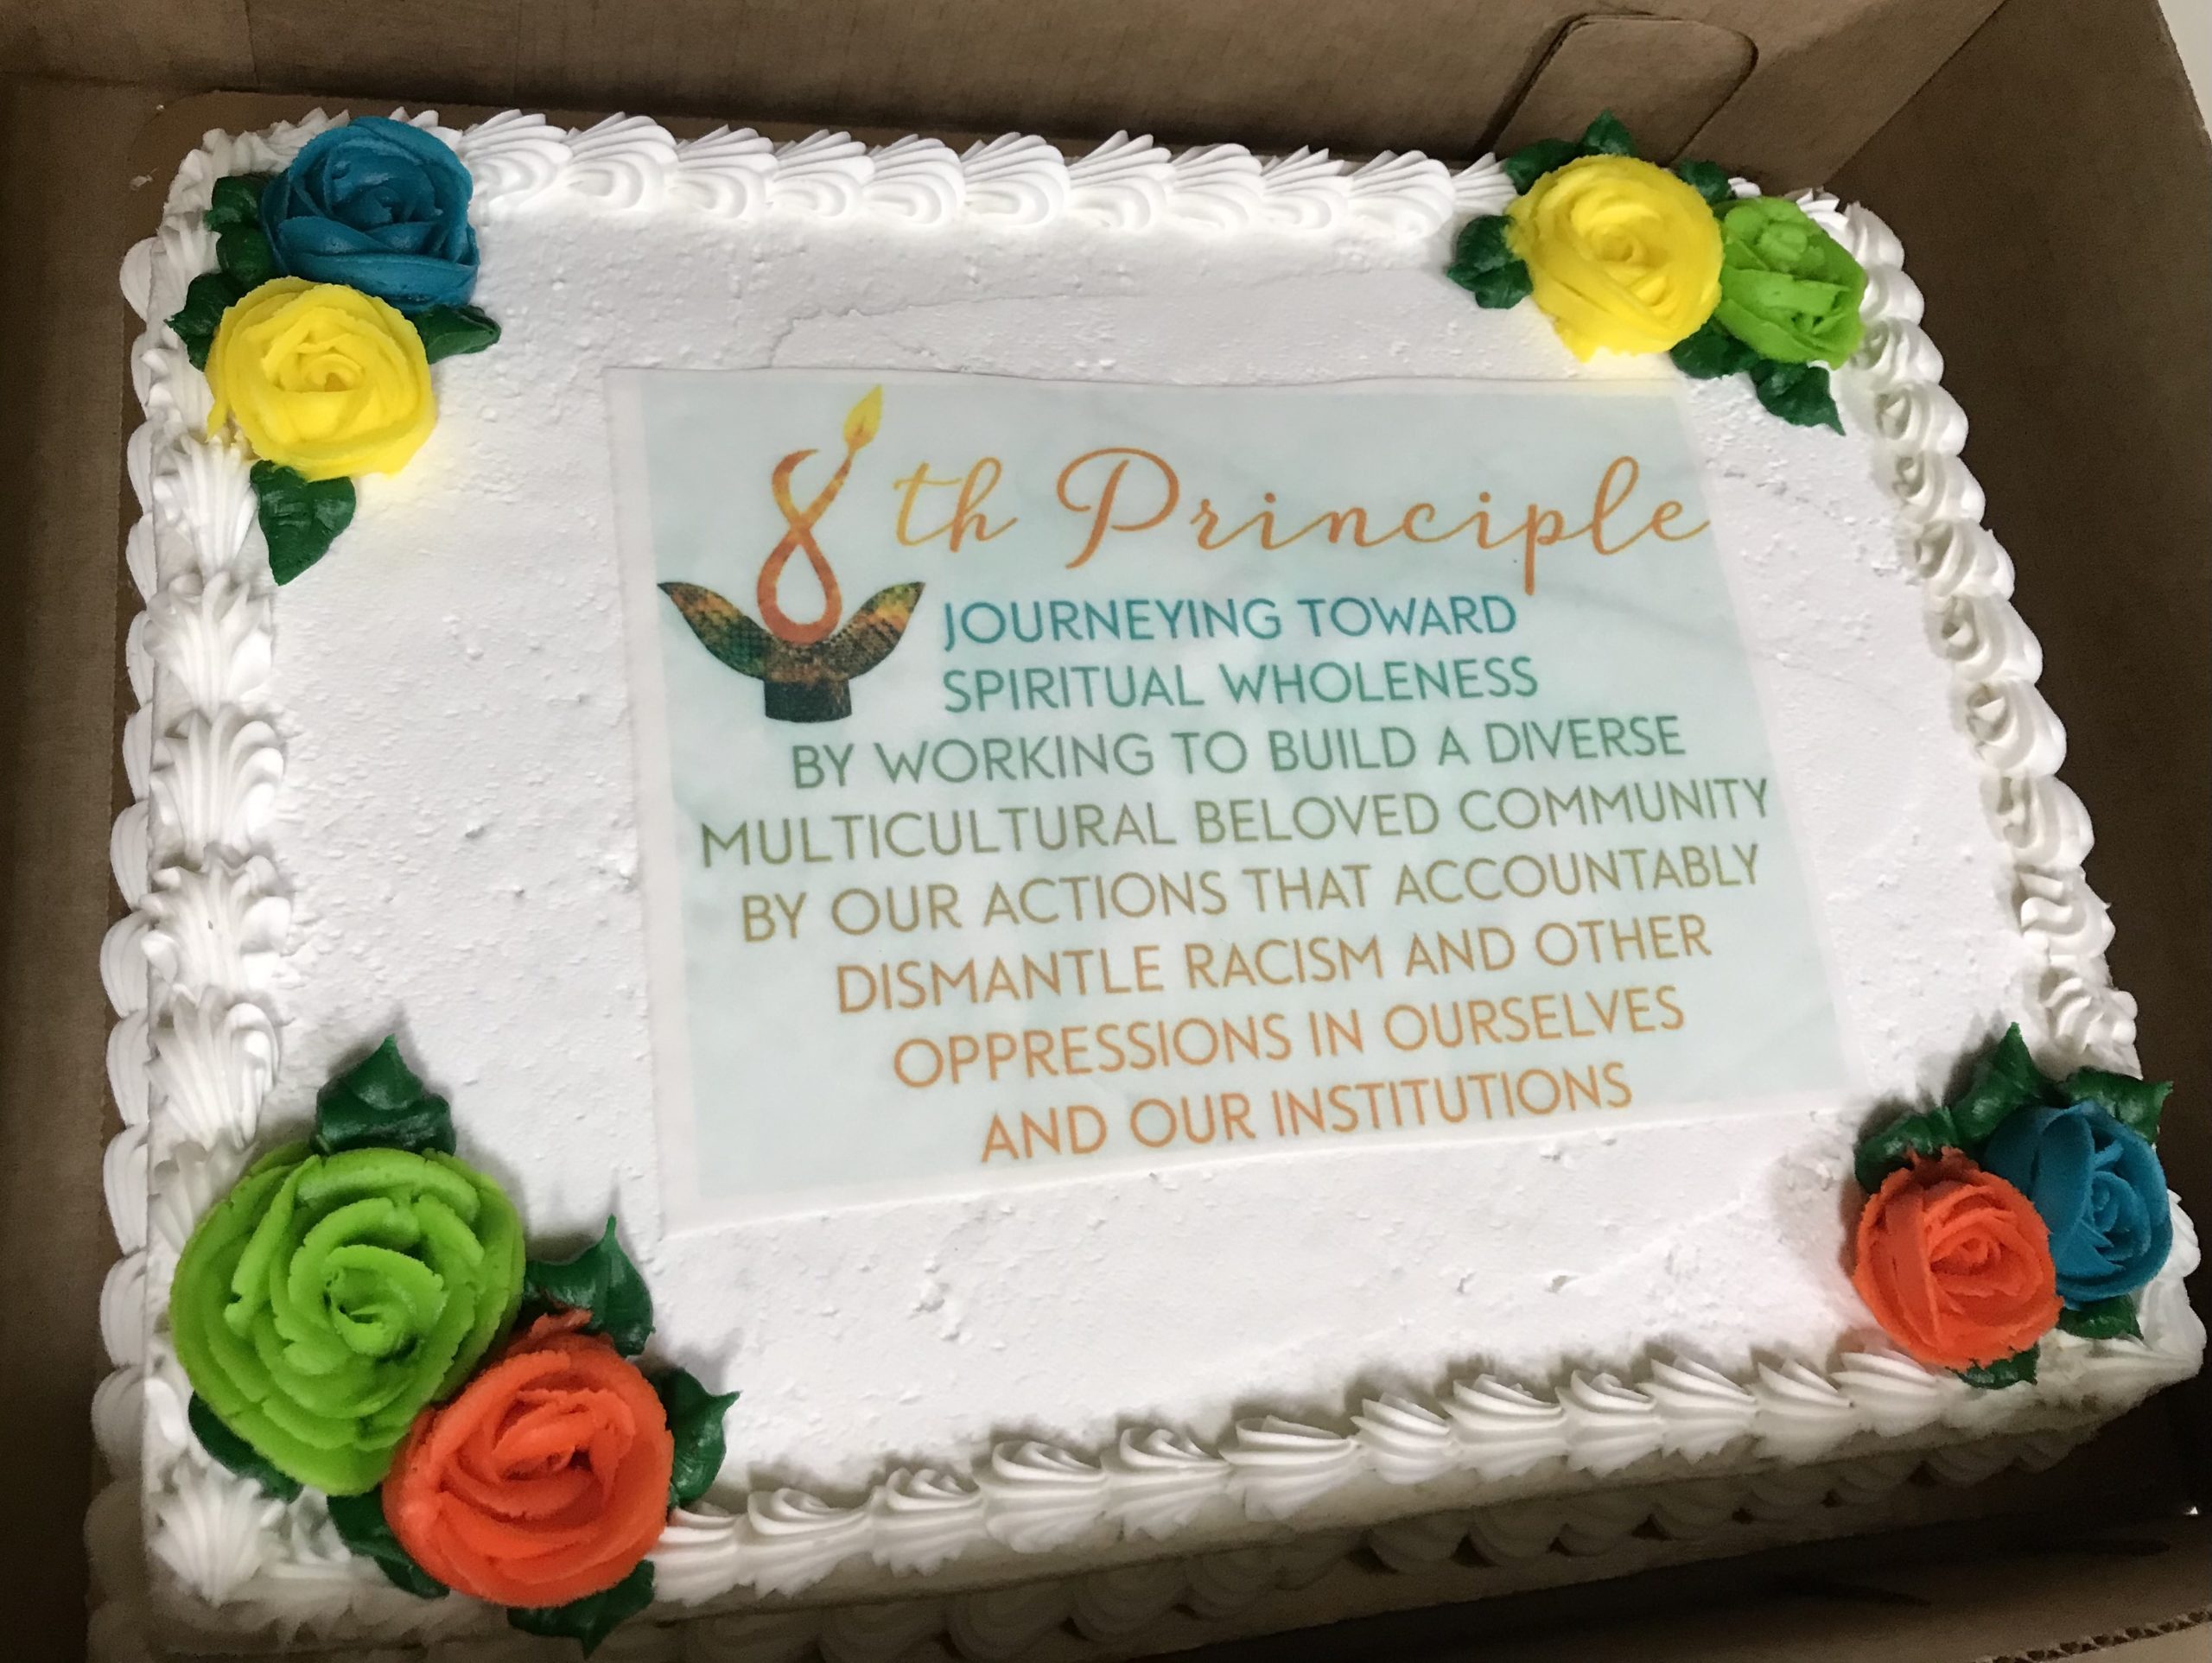 8th Principle
JOURNEYING TOWARD
SPIRITUAL WHOLENESS
BY WORKING TO BUILD A DIVERSE
MULTICULTURAL BELOVED COMMUNITY
BY OUR ACTIONS THAT ACCOUNTABLY
DISMANTLE RACISM AND OTHER
OPPRESSIONS IN OURSELVES
AND OUR INSTITUTIONS